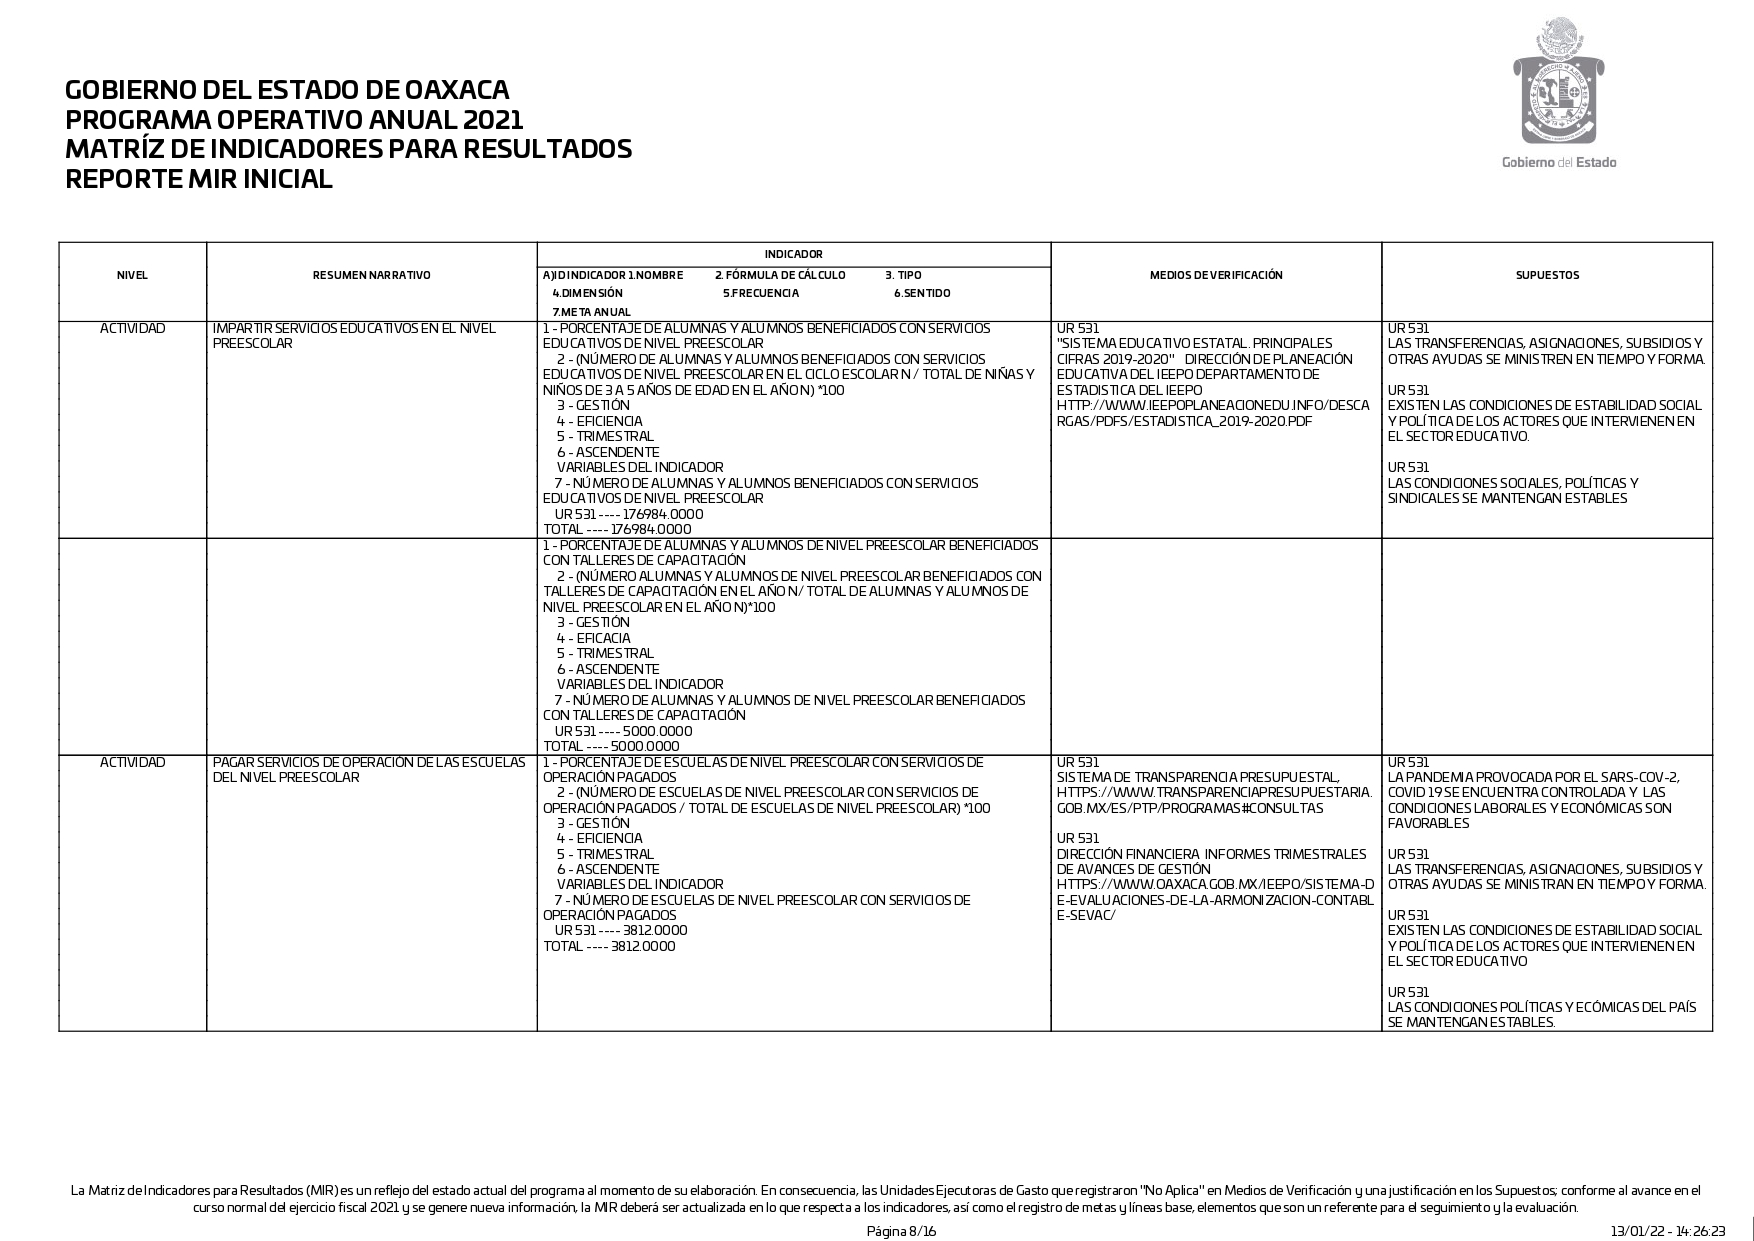 GOBIERNO DEL ESTADO DE OAXACA
PROGRAMA OPERATIVO ANUAL 2021
MATRÍZ DE INDICADORES PARA RESULTADOS
REPORTE MIR INICIAL
Gobierno del Estado
NIVEL
RESUMEN NARRATIVO
INDICADOR
A)ID INDICADOR 1.NOMBRE 2. FÓRMULA DE CÁLCULO 3. TIPO
4.DIMENSIÓN 5.FRECUENCIA 6.SENTIDO
7.META ANUAL
MEDIOS DE VERIFICACIÓN
SUPUESTOS
ACTIVIDAD
IMPARTIR SERVICIOS EDUCATIVOS EN EL NIVEL
PREESCOLAR
1 - PORCENTAJE DE ALUMNAS Y ALUMNOS BENEFICIADOS CON SERVICIOS
EDUCATIVOS DE NIVEL PREESCOLAR
2 - (NÚMERO DE ALUMNAS Y ALUMNOS BENEFICIADOS CON SERVICIOS
EDUCATIVOS DE NIVEL PREESCOLAR EN EL CICLO ESCOLAR N / TOTAL DE NIÑAS Y
NIÑOS DE 3 A 5 AÑOS DE EDAD EN EL AÑO N) *100
3 - GESTIÓN
4 - EFICIENCIA
5 - TRIMESTRAL
6 - ASCENDENTE
VARIABLES DEL INDICADOR
7 - NÚMERO DE ALUMNAS Y ALUMNOS BENEFICIADOS CON SERVICIOS
EDUCATIVOS DE NIVEL PREESCOLAR
UR 531 ---- 176984.0000
TOTAL ---- 176984.0000
UR 531
"SISTEMA EDUCATIVO ESTATAL. PRINCIPALES
CIFRAS 2019-2020" DIRECCIÓN DE PLANEACIÓN
EDUCATIVA DEL IEEPO DEPARTAMENTO DE
ESTADISTICA DEL IEEPO
HTTP://WWW.IEEPOPLANEACIONEDU.INFO/DESCA
RGAS/PDFS/ESTADISTICA_2019-2020.PDF
UR 531
LAS TRANSFERENCIAS, ASIGNACIONES, SUBSIDIOS Y
OTRAS AYUDAS SE MINISTREN EN TIEMPO Y FORMA.
UR 531
EXISTEN LAS CONDICIONES DE ESTABILIDAD SOCIAL
Y POLÍTICA DE LOS ACTORES QUE INTERVIENEN EN
EL SECTOR EDUCATIVO.
UR 531
LAS CONDICIONES SOCIALES, POLÍTICAS Y
SINDICALES SE MANTENGAN ESTABLES
1 - PORCENTAJE DE ALUMNAS Y ALUMNOS DE NIVEL PREESCOLAR BENEFICIADOS
CON TALLERES DE CAPACITACIÓN
2 - (NÚMERO ALUMNAS Y ALUMNOS DE NIVEL PREESCOLAR BENEFICIADOS CON
TALLERES DE CAPACITACIÓN EN EL AÑO N/ TOTAL DE ALUMNAS Y ALUMNOS DE
NIVEL PREESCOLAR EN EL AÑO N)*100
3 - GESTIÓN
4 - EFICACIA
5 - TRIMESTRAL
6 - ASCENDENTE
VARIABLES DEL INDICADOR
7 - NÚMERO DE ALUMNAS Y ALUMNOS DE NIVEL PREESCOLAR BENEFICIADOS
CON TALLERES DE CAPACITACIÓN
UR 531 ---- 5000.0000
TOTAL ---- 5000.0000
ACTIVIDAD
PAGAR SERVICIOS DE OPERACIÓN DE LAS ESCUELAS
DEL NIVEL PREESCOLAR
1 - PORCENTAJE DE ESCUELAS DE NIVEL PREESCOLAR CON SERVICIOS DE
OPERACIÓN PAGADOS
2 - (NÚMERO DE ESCUELAS DE NIVEL PREESCOLAR CON SERVICIOS DE
OPERACIÓN PAGADOS / TOTAL DE ESCUELAS DE NIVEL PREESCOLAR) *100
3 - GESTIÓN
4 - EFICIENCIA
5 - TRIMESTRAL
6 - ASCENDENTE
VARIABLES DEL INDICADOR
7 - NÚMERO DE ESCUELAS DE NIVEL PREESCOLAR CON SERVICIOS DE
OPERACIÓN PAGADOS
UR 531 ---- 3812.0000
TOTAL ---- 3812.0000
UR 531
SISTEMA DE TRANSPARENCIA PRESUPUESTAL,
HTTPS://WWW.TRANSPARENCIAPRESUPUESTARIA.
GOB.MX/ES/PTP/PROGRAMAS#CONSULTAS
UR 531
DIRECCIÓN FINANCIERA INFORMES TRIMESTRALES
DE AVANCES DE GESTIÓN
HTTPS://WWW.OAXACA.GOB.MX/IEEPO/SISTEMA-D
E-EVALUACIONES-DE-LA-ARMONIZACION-CONTABL
E-SEVAC/
UR 531
LA PANDEMIA PROVOCADA POR EL SARS-COV-2,
COVID 19 SE ENCUENTRA CONTROLADA Y LAS
CONDICIONES LABORALES Y ECONÓMICAS SON
FAVORABLES
UR 531
LAS TRANSFERENCIAS, ASIGNACIONES, SUBSIDIOS Y
OTRAS AYUDAS SE MINISTRAN EN TIEMPO Y FORMA.
UR 531
EXISTEN LAS CONDICIONES DE ESTABILIDAD SOCIAL
Y POLÍTICA DE LOS ACTORES QUE INTERVIENEN EN
EL SECTOR EDUCATIVO
UR 531
LAS CONDICIONES POLÍTICAS Y ECÓMICAS DEL PAÍS
SE MANTENGAN ESTABLES.
La Matriz de Indicadores para Resultados (MIR) es un reflejo del estado actual del programa al momento de su elaboración. En consecuencia, las Unidades Ejecutoras de Gasto que registraron "No Aplica" en Medios de Verificación y una justificación en los Supuestos; conforme al avance en el
curso normal del ejercicio fiscal 2021 y se genere nueva información, la MIR deberá ser actualizada en lo que respecta a los indicadores, así como el registro de metas y líneas base, elementos que son un referente para el seguimiento y la evaluación.
Página 8/16
13/01/22 - 14:26:23